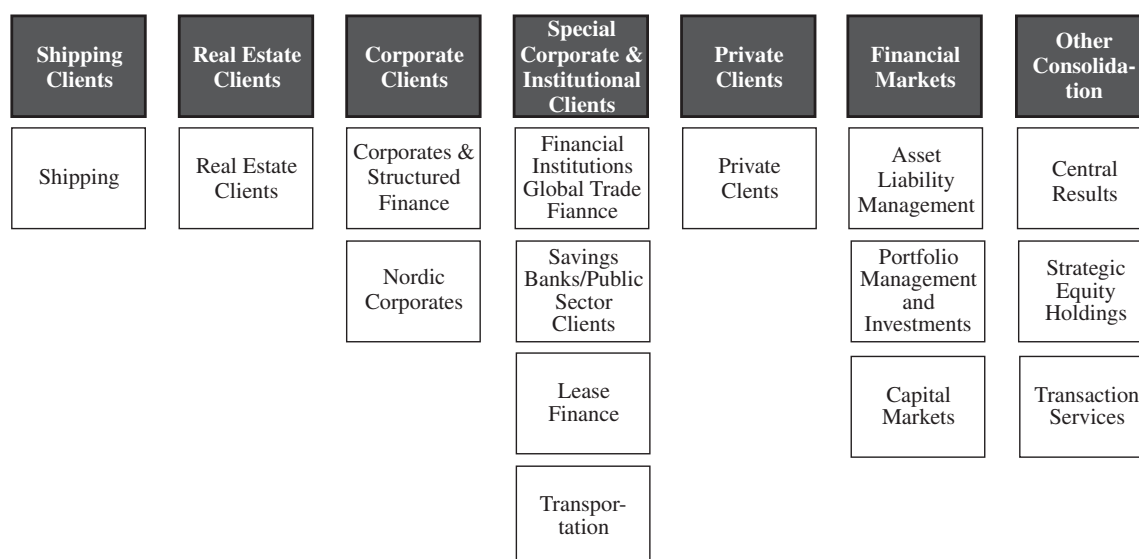 Shipping
Clients
Real Estate
Clients
Corporate
Clients
Special
Corporate &
Institutional
Clients
Private
Clients
Financial
Markets
Other
Consolida-
tion
Shipping
Real Estate
Clients
Corporates &
Structured
Finance
Financial
Institutions
Global Trade
Fiannce
Private
Clents
Asset
Liability
Management
Central
Results
Nordic
Corporates
Savings
Banks/Public
Sector
Clients
Portfolio
Management
and
Investments
Strategic
Equity
Holdings
Lease
Finance
Capital
Markets
Transaction
Services
Transpor-
tation